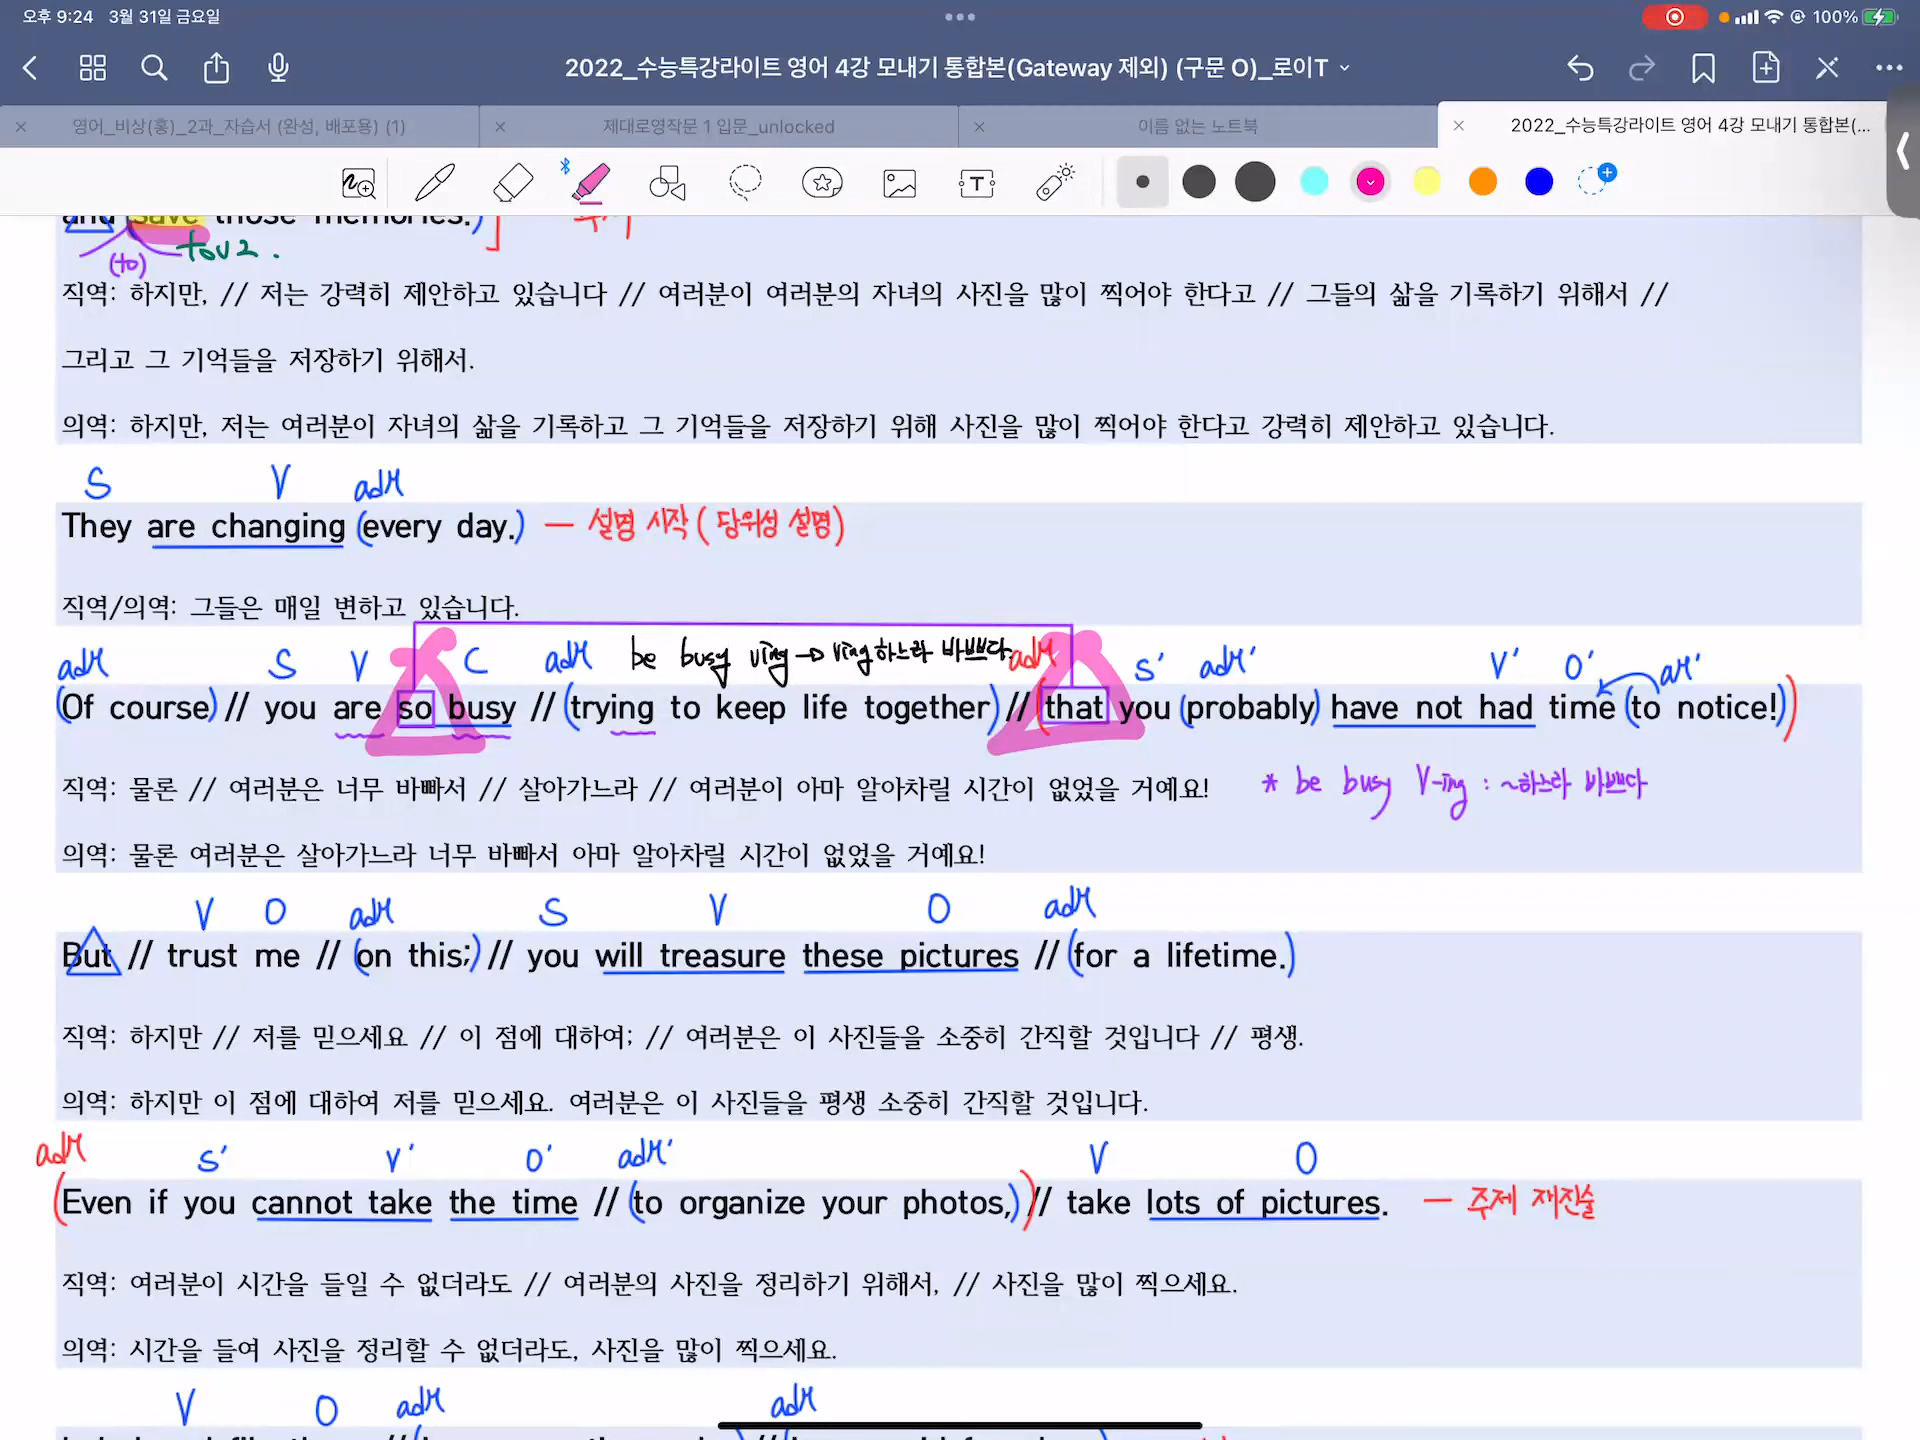 오후 9:24 3월 31일 금요일
100%
2022_수능특강라이트 영어 4강 모내기 통합본(Gateway 제외) (구문 O)_로이T
영어_비상(홍)_2과_자습서 (완성, 배포용) (1)
제대로영작문 1 입문_unlocked
이름 없는 노트북
2022_수능특강라이트 영어 4강 모내기 통합본(...
and save those memories.)]
(to) toV2.
직역: 하지만, // 저는 강력히 제안하고 있습니다 // 여러분이 여러분의 자녀의 사진을 많이 찍어야 한다고 // 그들의 삶을 기록하기 위해서 //
그리고 그 기억들을 저장하기 위해서.
의역: 하지만, 저는 여러분이 자녀의 삶을 기록하고 그 기억들을 저장하기 위해 사진을 많이 찍어야 한다고 강력히 제안하고 있습니다.
S V adM
They are changing (every day.) — 설명 시작 ( 당위성 설명)
직역/의역: 그들은 매일 변하고 있습니다.
adM S V C adM be busy ving → ving하느라 바쁘다. adM S' adM' V' O' aM'
(Of course) // you are so busy // (trying to keep life together) // (that you (probably) have not had time (to notice!))
직역: 물론 // 여러분은 너무 바빠서 // 살아가느라 // 여러분이 아마 알아차릴 시간이 없었을 거예요! * be busy V-ing : ~하느라 바쁘다
의역: 물론 여러분은 살아가느라 너무 바빠서 아마 알아차릴 시간이 없었을 거예요!
V O adM S V O adM
But // trust me // (on this;) // you will treasure these pictures // (for a lifetime.)
직역: 하지만 // 저를 믿으세요 // 이 점에 대하여; // 여러분은 이 사진들을 소중히 간직할 것입니다 // 평생.
의역: 하지만 이 점에 대하여 저를 믿으세요. 여러분은 이 사진들을 평생 소중히 간직할 것입니다.
adM S' V' O' adM' V O
(Even if you cannot take the time // (to organize your photos,)) // take lots of pictures. — 주제 재진술
직역: 여러분이 시간을 들일 수 없더라도 // 여러분의 사진을 정리하기 위해서, // 사진을 많이 찍으세요.
의역: 시간을 들여 사진을 정리할 수 없더라도, 사진을 많이 찍으세요.
V O adM adM